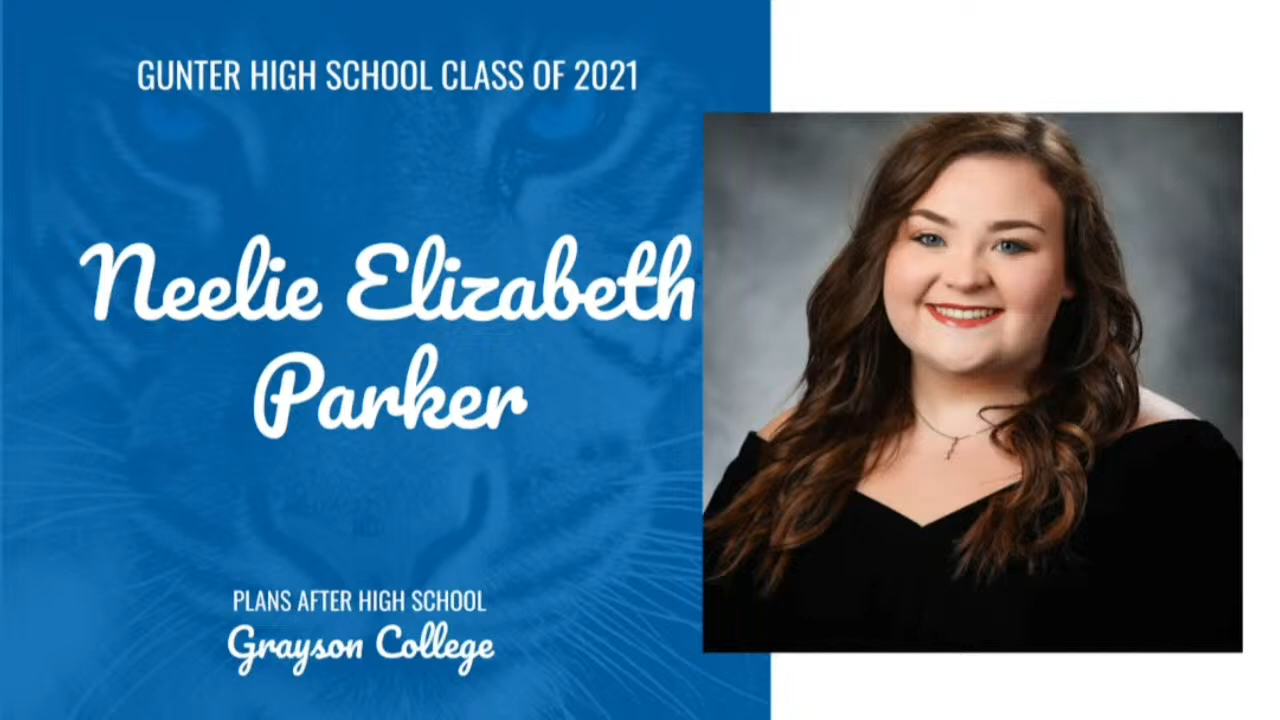 GUNTER HIGH SCHOOL CLASS OF 2021
Neelie Elizabeth
Parker
PLANS AFTER HIGH SCHOOL
Grayson College